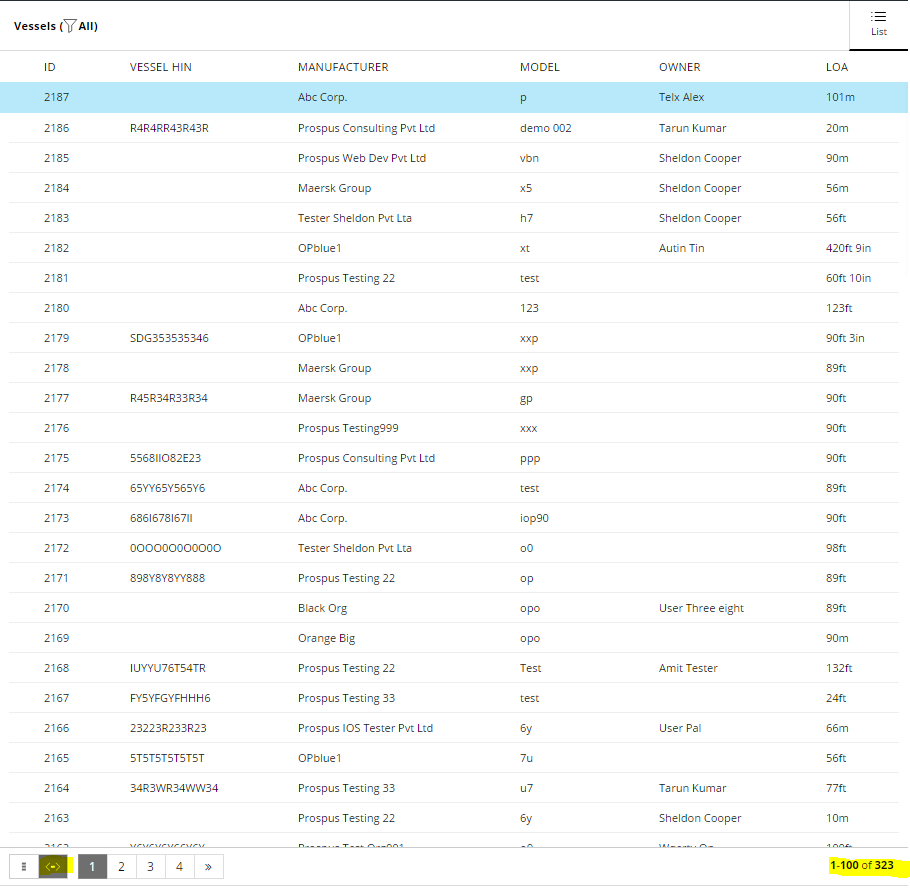 Vessels (All)
List
ID VESSEL HIN MANUFACTURER MODEL OWNER LOA
2187 Abc Corp. p Telx Alex 101m
2186 R4R4RR43R43R Prospus Consulting Pvt Ltd demo 002 Tarun Kumar 20m
2185 Prospus Web Dev Pvt Ltd vbn Sheldon Cooper 90m
2184 Maersk Group x5 Sheldon Cooper 56m
2183 Tester Sheldon Pvt Lta h7 Sheldon Cooper 56ft
2182 OPblue1 xt Autin Tin 420ft 9in
2181 Prospus Testing 22 test 60ft 10in
2180 Abc Corp. 123 123ft
2179 SDG353535346 OPblue1 xxp 90ft 3in
2178 Maersk Group xxp 89ft
2177 R45R34R33R34 Maersk Group gp 90ft
2176 Prospus Testing999 xxx 90ft
2175 5568IIO82E23 Prospus Consulting Pvt Ltd ppp 90ft
2174 65YY65Y565Y6 Abc Corp. test 89ft
2173 686I678I67II Abc Corp. iop90 90ft
2172 0OOO0O0O0O0O Tester Sheldon Pvt Lta o0 98ft
2171 898Y8Y8YY888 Prospus Testing 22 op 89ft
2170 Black Org opo User Three eight 89ft
2169 Orange Big opo 90m
2168 IUYYU76T54TR Prospus Testing 22 Test Amit Tester 132ft
2167 FY5YFGYFHHH6 Prospus Testing 33 test 24ft
2166 23223R233R23 Prospus IOS Tester Pvt Ltd 6y User Pal 66m
2165 5T5T5T5T5T5T OPblue1 7u 56ft
2164 34R3WR34WW34 Prospus Testing 33 u7 Tarun Kumar 77ft
2163 Prospus Testing 22 6y Sheldon Cooper 10m
1 2 3 4 » 1-100 of 323